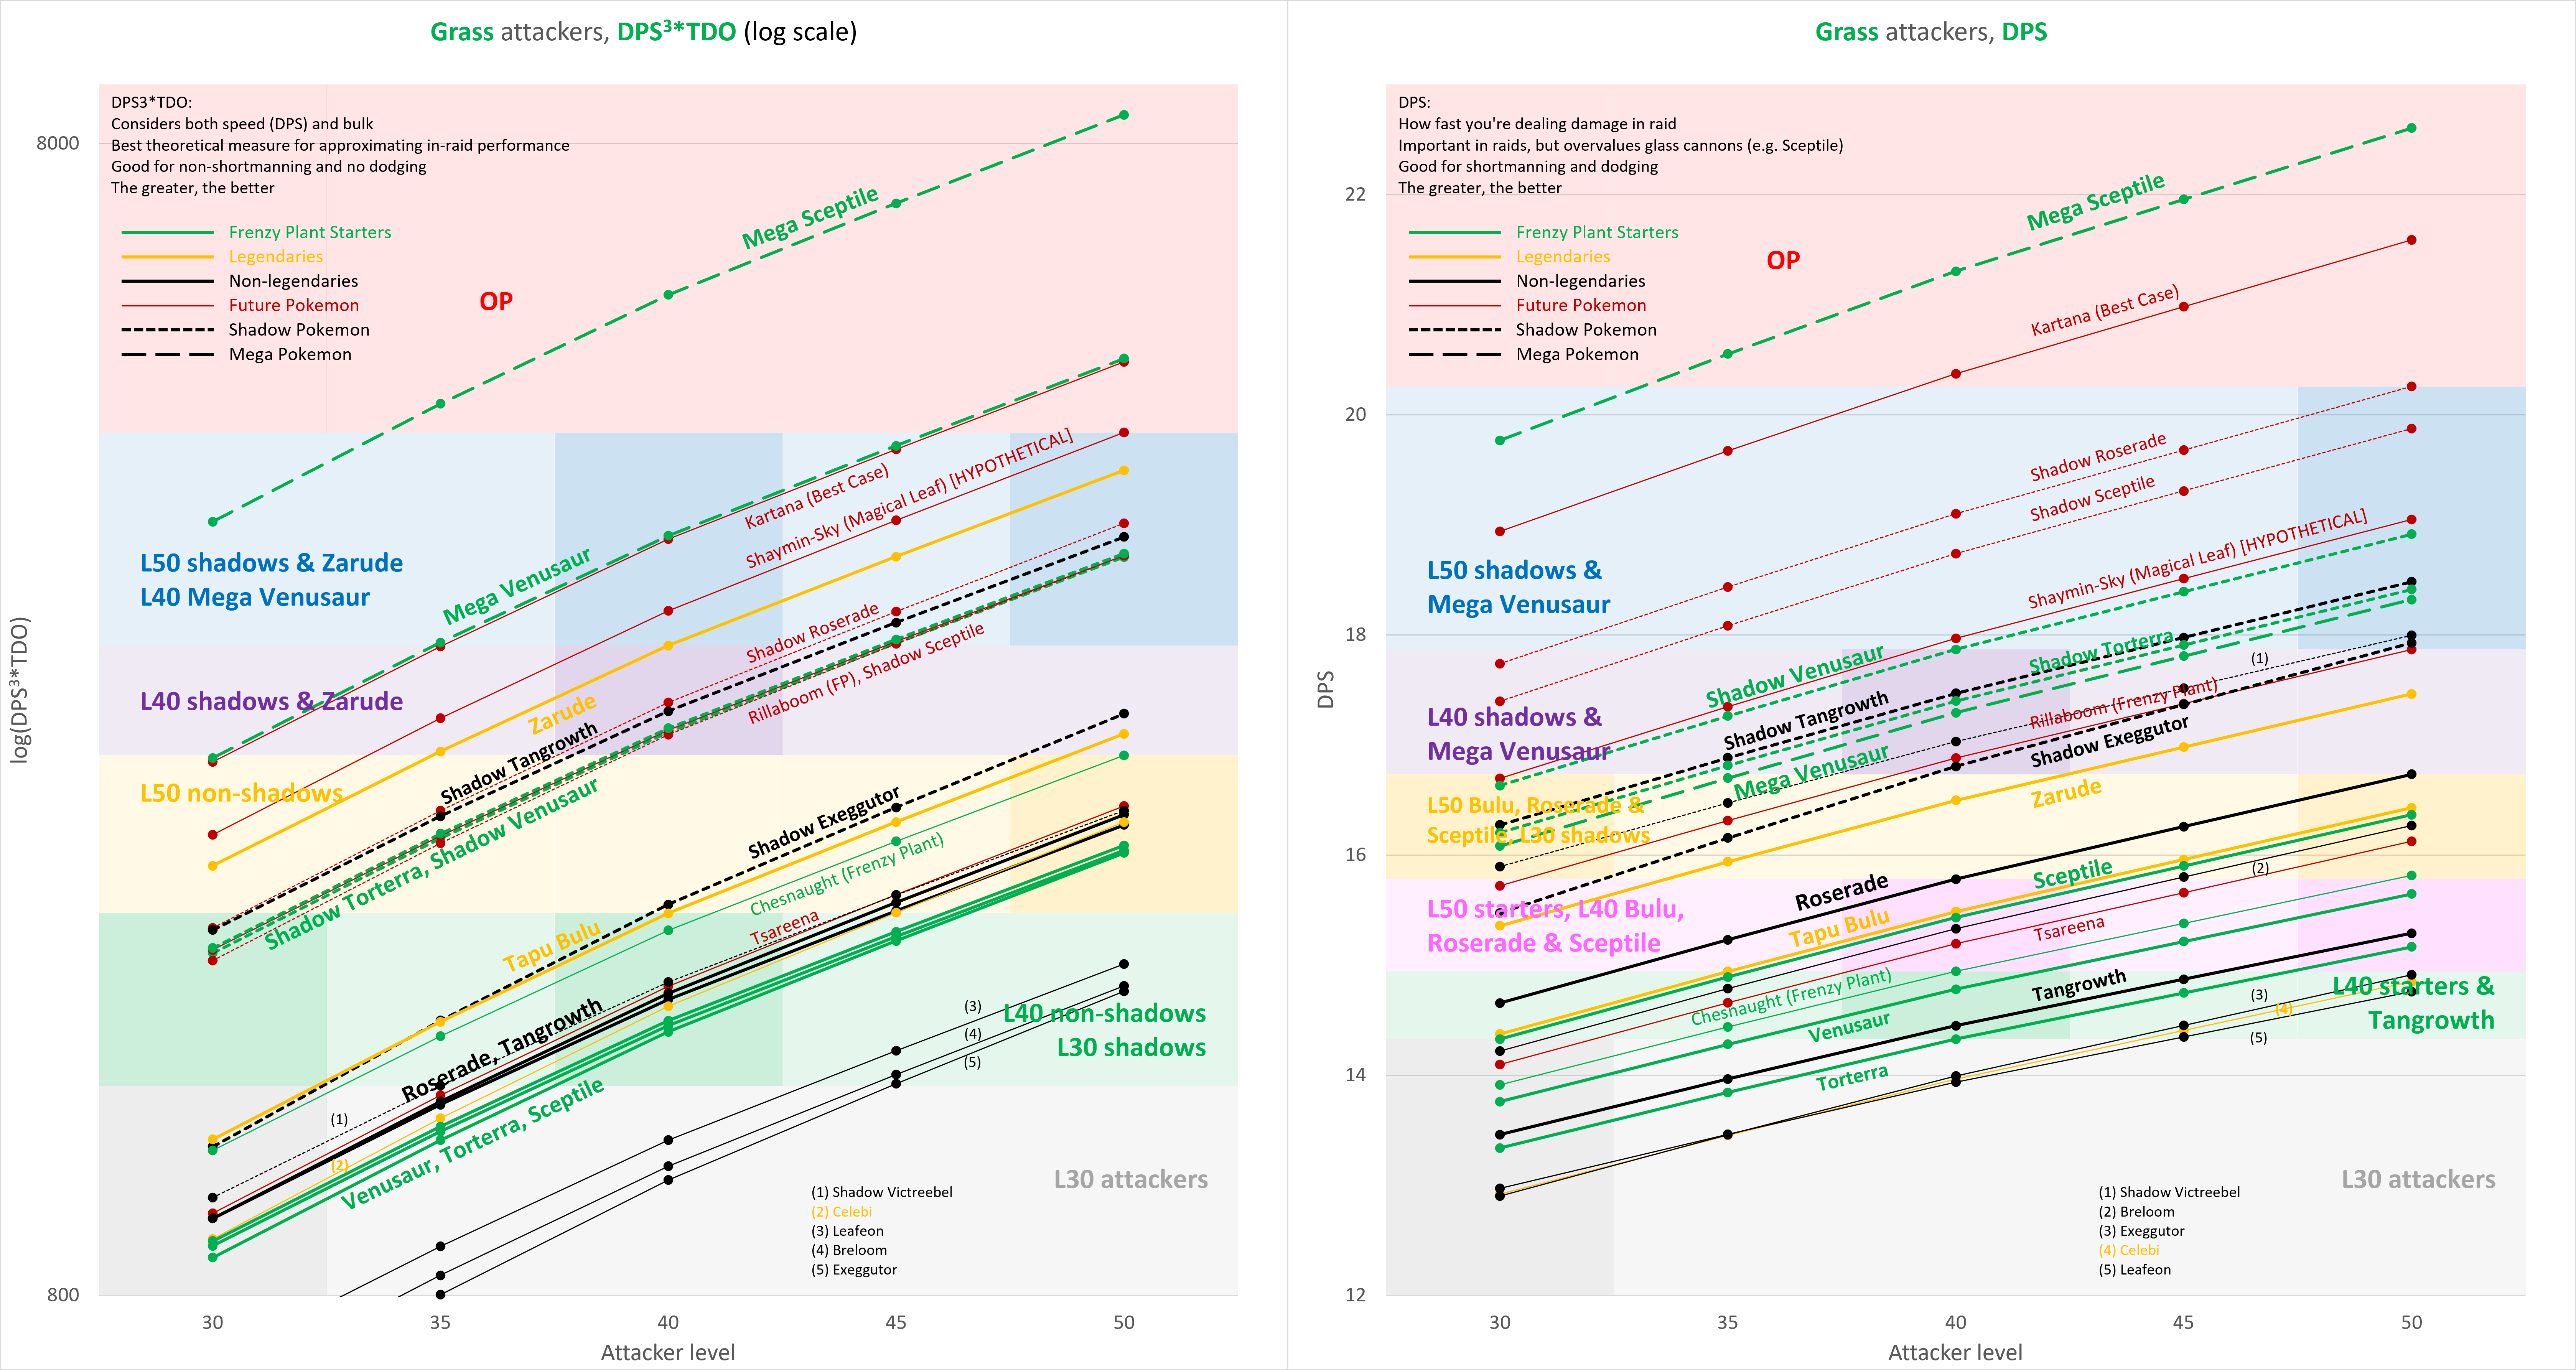 Grass attackers, DPS³*TDO (log scale)
DPS3*TDO:
Considers both speed (DPS) and bulk
Best theoretical measure for approximating in-raid performance
Good for non-shortmanning and no dodging
The greater, the better
Frenzy Plant Starters
Legendaries
Non-legendaries
Future Pokemon
Shadow Pokemon
Mega Pokemon
OP
Mega Sceptile
Kartana (Best Case)
Shaymin-Sky (Magical Leaf) [HYPOTHETICAL]
Mega Venusaur
L50 shadows & Zarude
L40 Mega Venusaur
Shadow Roserade
Rillaboom (FP), Shadow Sceptile
L40 shadows & Zarude
Zarude
Shadow Tangrowth
L50 non-shadows
Shadow Torterra, Shadow Venusaur
Shadow Exeggutor
Chesnaught (Frenzy Plant)
Tapu Bulu
Tsareena
Roserade, Tangrowth
Venusaur, Torterra, Sceptile
(1)
(2)
(3)
(4)
(5)
L40 non-shadows
L30 shadows
L30 attackers
(1) Shadow Victreebel
(2) Celebi
(3) Leafeon
(4) Breloom
(5) Exeggutor
8000
800
log(DPS³*TDO)
30
35
40
45
50
Attacker level
Grass attackers, DPS
DPS:
How fast you're dealing damage in raid
Important in raids, but overvalues glass cannons (e.g. Sceptile)
Good for shortmanning and dodging
The greater, the better
Frenzy Plant Starters
Legendaries
Non-legendaries
Future Pokemon
Shadow Pokemon
Mega Pokemon
OP
Mega Sceptile
Kartana (Best Case)
Shadow Roserade
Shadow Sceptile
Shaymin-Sky (Magical Leaf) [HYPOTHETICAL]
L50 shadows &
Mega Venusaur
Shadow Venusaur
Shadow Torterra
(1)
Shadow Tangrowth
Rillaboom (Frenzy Plant)
Shadow Exeggutor
L40 shadows &
Mega Venusaur
Mega Venusaur
Zarude
L50 Bulu, Roserade &
Sceptile, L30 shadows
Roserade
Sceptile
(2)
Tapu Bulu
Tsareena
L50 starters, L40 Bulu,
Roserade & Sceptile
Chesnaught (Frenzy Plant)
Venusaur
Tangrowth
Torterra
(3)
(4)
(5)
L40 starters &
Tangrowth
L30 attackers
(1) Shadow Victreebel
(2) Breloom
(3) Exeggutor
(4) Celebi
(5) Leafeon
22
20
18
16
14
12
DPS
30
35
40
45
50
Attacker level